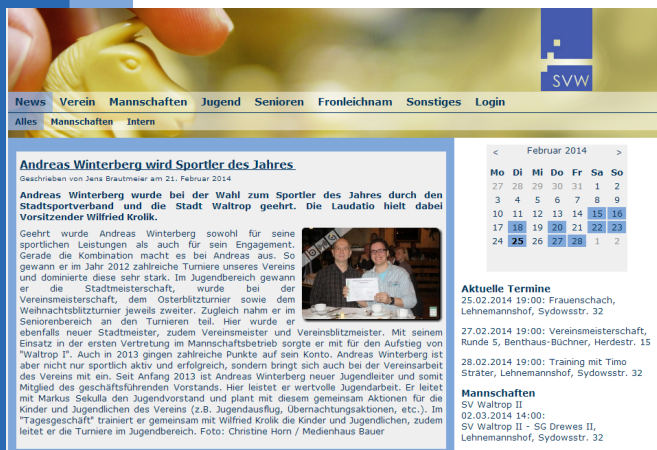 SVW
News Verein Mannschaften Jugend Senioren Fronleichnam Sonstiges Login
Alles Mannschaften Intern
Andreas Winterberg wird Sportler des Jahres
Geschrieben von Jens Brautmeier am 21. Februar 2014
Andreas Winterberg wurde bei der Wahl zum Sportler des Jahres durch den
Stadtsportverband und die Stadt Waltrop geehrt. Die Laudatio hielt dabei
Vorsitzender Wilfried Krolik.
Geehrt wurde Andreas Winterberg sowohl für seine
sportlichen Leistungen als auch für sein Engagement.
Gerade die Kombination macht es bei Andreas aus. So
gewann er im Jahr 2012 zahlreiche Turniere unseres Vereins
und dominierte diese sehr stark. Im Jugendbereich gewann
er die Stadtmeisterschaft, wurde bei der
Vereinsmeisterschaft, dem Osterblitzturnier sowie dem
Weihnachtsblitzturnier jeweils zweiter. Zugleich nahm er im
Seniorenbereich an den Turnieren teil. Hier wurde er
ebenfalls neuer Stadtmeister, zudem Vereinsmeister und Vereinsblitzmeister. Mit seinem
Einsatz in der ersten Vertretung im Mannschaftsbetrieb sorgte er mit für den Aufstieg von
"Waltrop I". Auch in 2013 gingen zahlreiche Punkte auf sein Konto. Andreas Winterberg ist
aber nicht nur sportlich aktiv und erfolgreich, sondern bringt sich auch bei der Vereinsarbeit
des Vereins mit ein. Seit Anfang 2013 ist Andreas Winterberg neuer Jugendleiter und somit
Mitglied des geschäftsführenden Vorstands. Hier leistet er wertvolle Jugendarbeit. Er leitet
mit Markus Sekulla den Jugendvorstand und plant mit diesem gemeinsam Aktionen für die
Kinder und Jugendlichen des Vereins (z.B. Jugendausflug, Übernachtungsaktionen, etc.). Im
"Tagesgeschäft" trainiert er gemeinsam mit Wilfried Krolik die Kinder und Jugendlichen, zudem
leitet er die Turniere im Jugendbereich. Foto: Christine Horn / Medienhaus Bauer
< Februar 2014 >
Mo Di Mi Do Fr Sa So
27 28 29 30 31 1 2
3 4 5 6 7 8 9
10 11 12 13 14 15 16
17 18 19 20 21 22 23
24 25 26 27 28 1 2
Aktuelle Termine
25.02.2014 19:00: Frauenschach,
Lehnemannshof, Sydowsstr. 32
27.02.2014 19:00: Vereinsmeisterschaft,
Runde 5, Benthaus-Büchner, Herdestr. 15
28.02.2014 19:00: Training mit Timo
Sträter, Lehnemannshof, Sydowsstr. 32
Mannschaften
SV Waltrop II
02.03.2014 14:00:
SV Waltrop II - SG Drewes II,
Lehnemannshof, Sydowsstr. 32